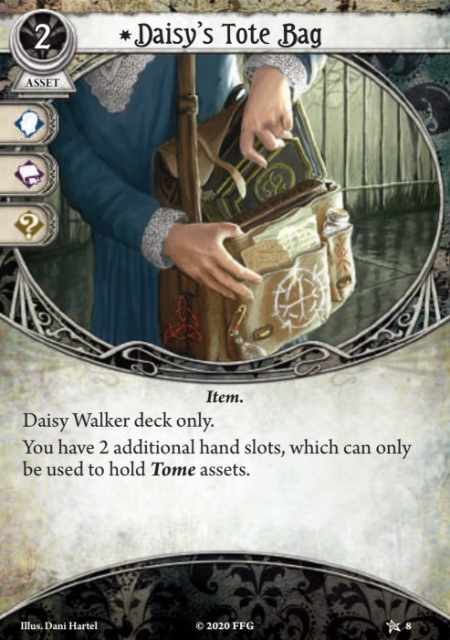 2
*Daisy's Tote Bag
ASSET
Item.
Daisy Walker deck only.
You have 2 additional hand slots, which can only
be used to hold Tome assets.
Illus. Dani Hartel
© 2020 FFG
8